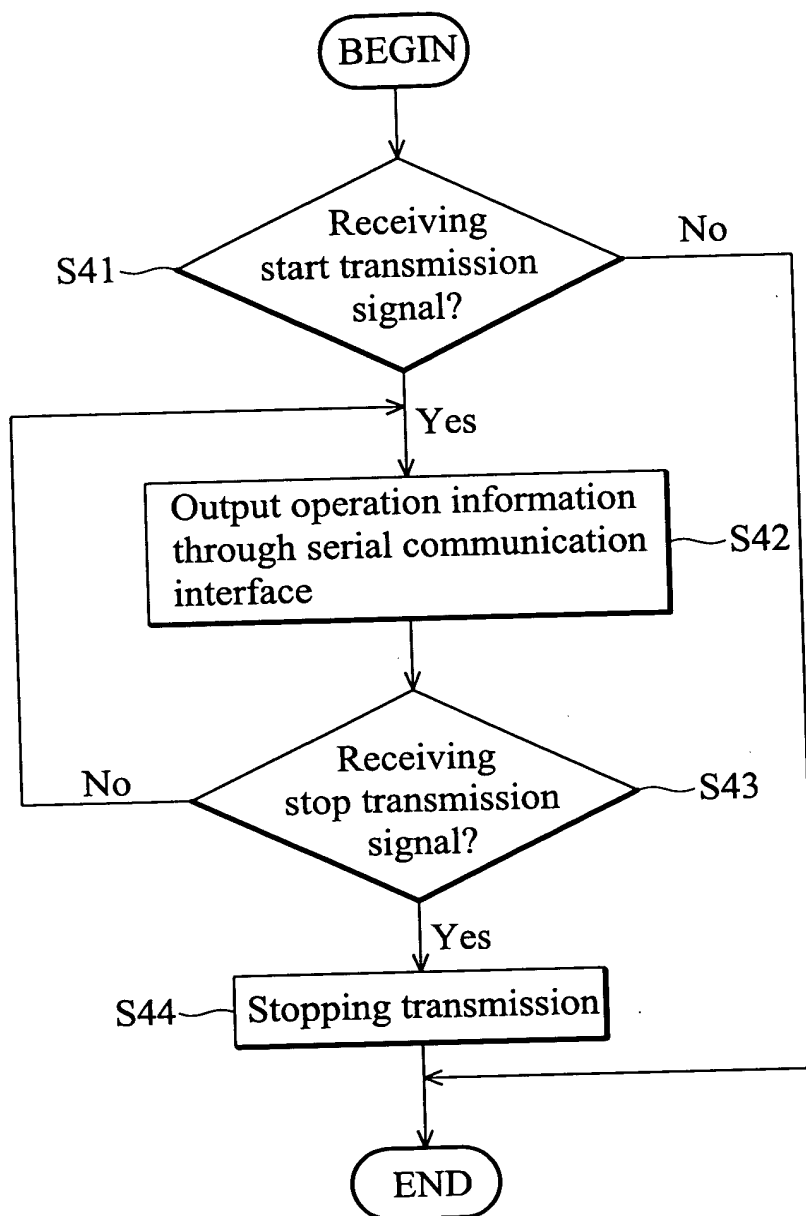 BEGIN
Receiving
start transmission
signal?
S41
No
Yes
Output operation information
through serial communication
interface
S42
Receiving
stop transmission
signal?
S43
No
Yes
Stopping transmission
S44
END